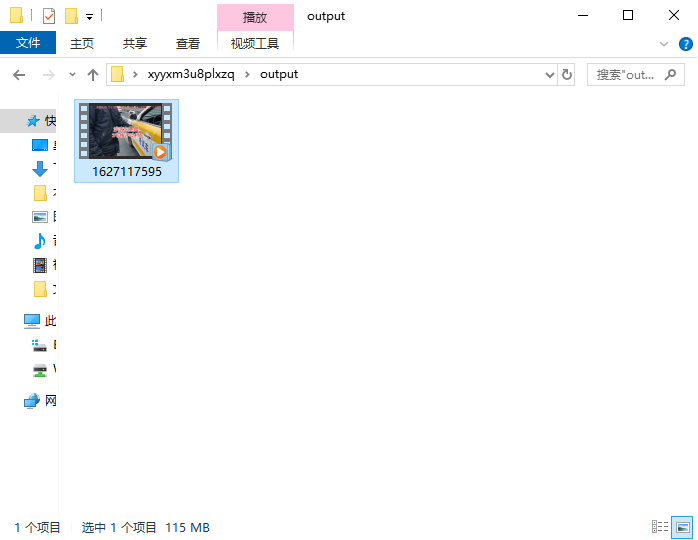 播放
output
文件
主页
共享
查看
视频工具
xyyxm3u8plxzq
output
搜索"out...
快
1627117595
此
网
1 个项目
选中 1 个项目
115 MB